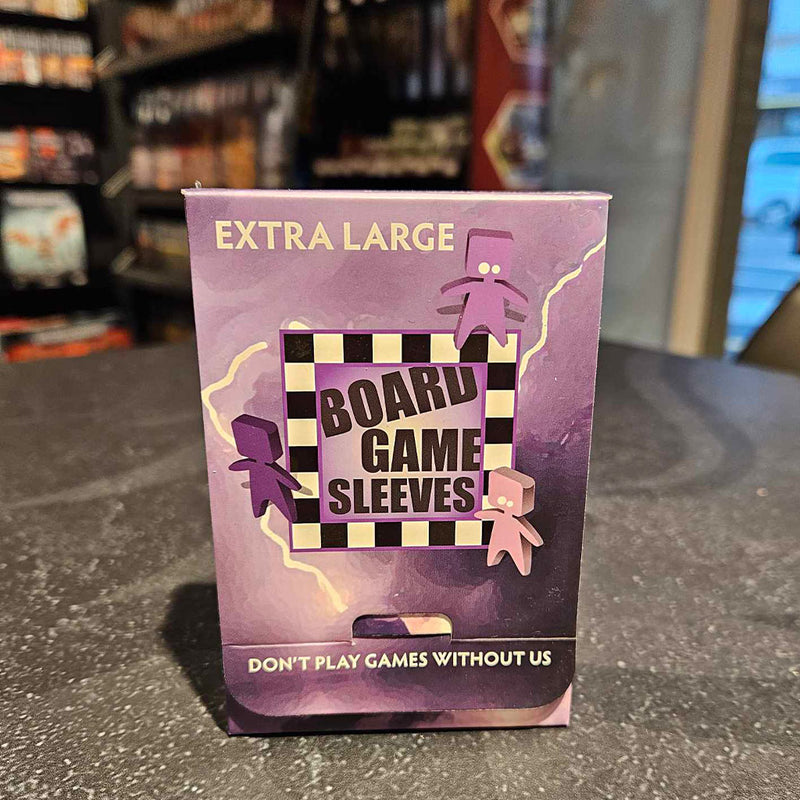 EXTRA LARGE
BOARD
GAME
SLEEVES
DON'T PLAY GAMES WITHOUT US